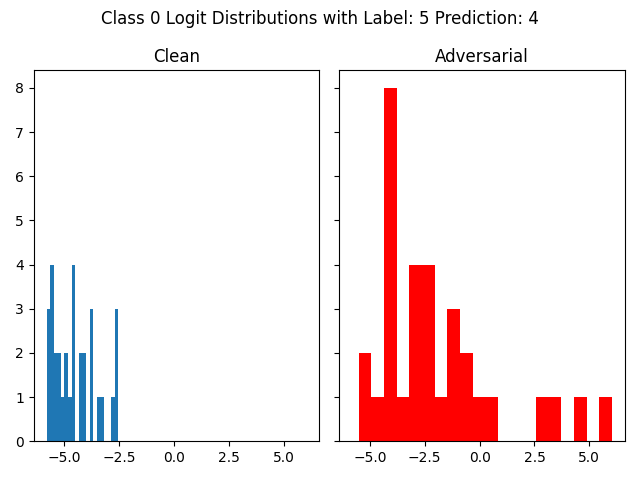 Class 0 Logit Distributions with Label: 5 Prediction: 4
Clean
Adversarial
8
7
6
5
4
3
2
1
0
−5.0 −2.5 0.0 2.5 5.0
−5.0 −2.5 0.0 2.5 5.0